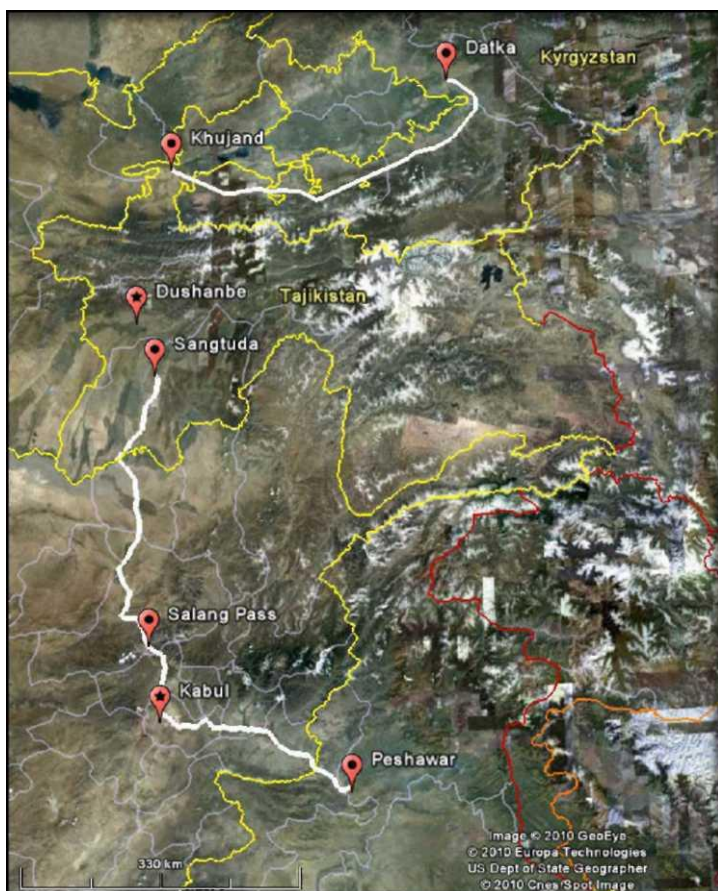 Datka
Kyrgyzstan
Khujand
Dushanbe
Tajikistan
Sangtuda
Salang Pass
Kabul
Peshawar
330 km
Image © 2010 GeoEye
© 2010 Europa Technologies
US Dept of State Geographer
© 2010 Cnes/Spot Image